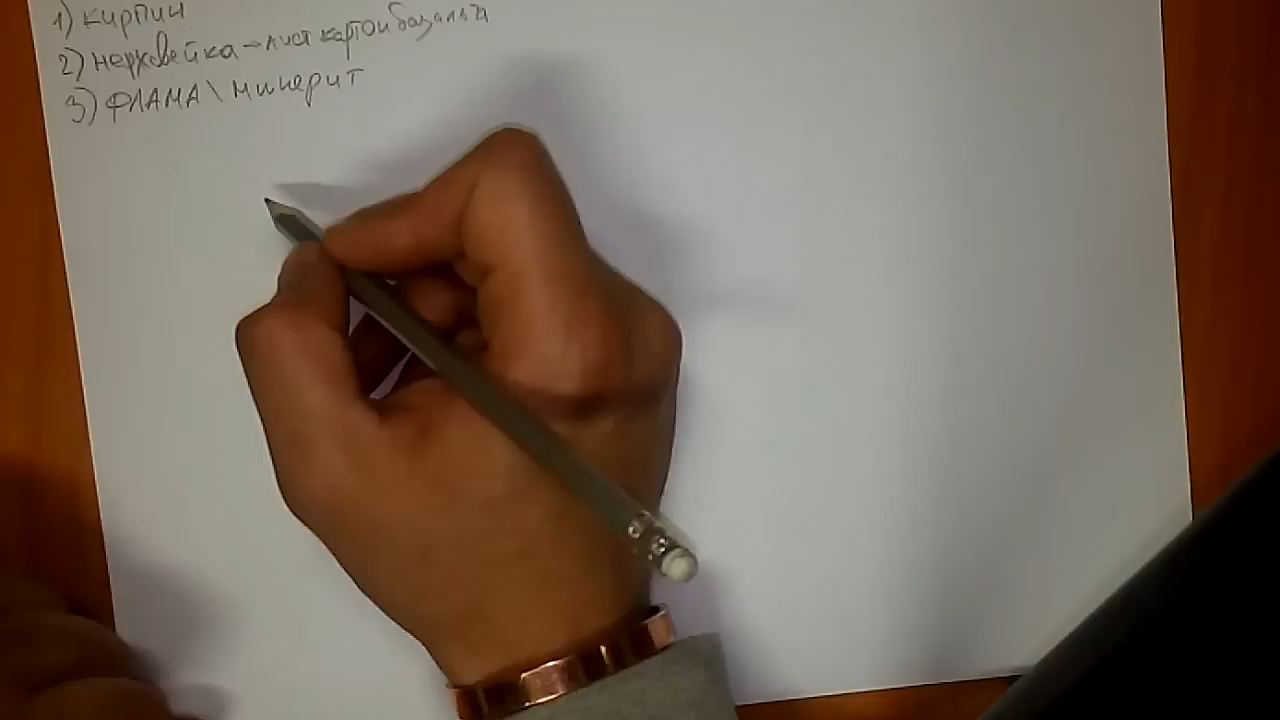 1) кирпич
2) нержавейка → лист картон базальт
3) ФЛАМА \ минерит